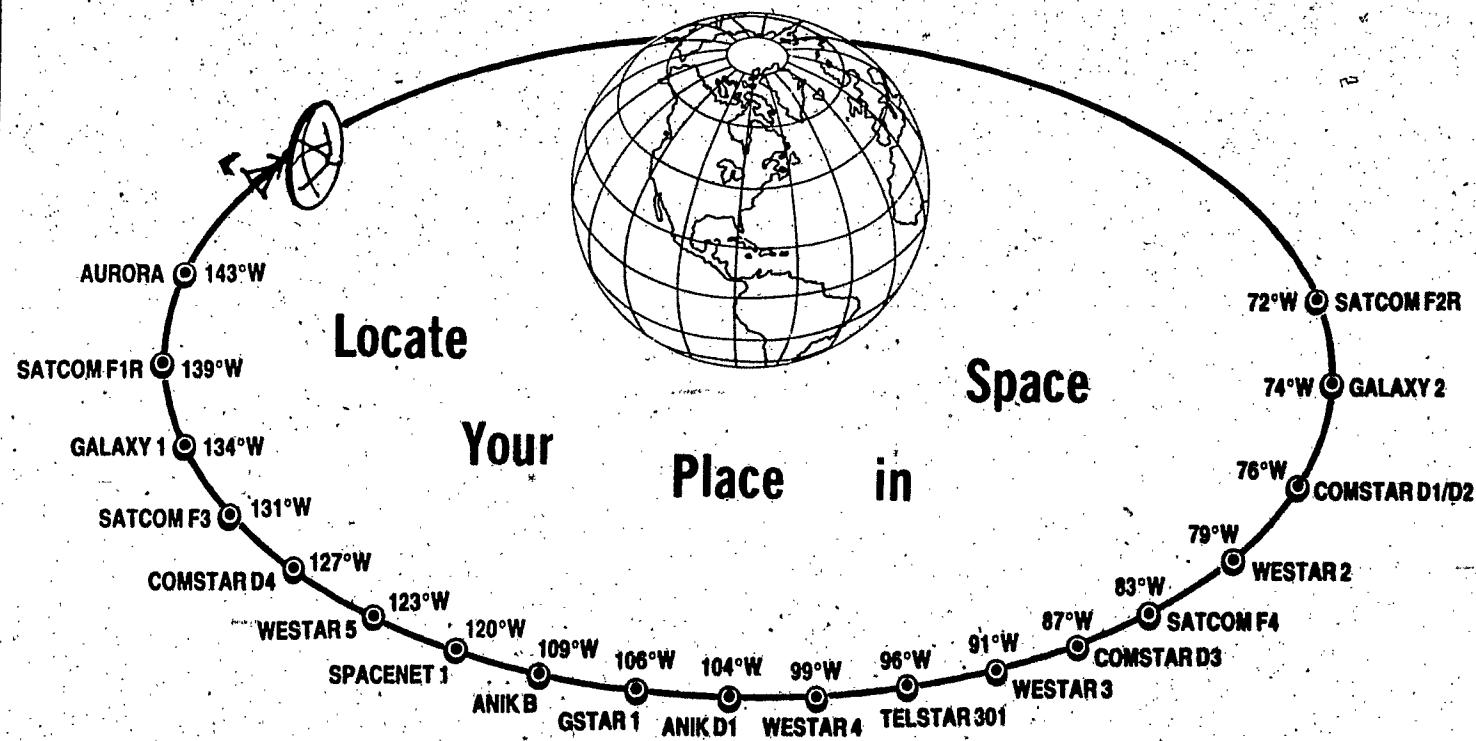 AURORA 143°W
SATCOM F1R 139°W
GALAXY 1 134°W
SATCOM F3 131°W
COMSTAR D4 127°W
WESTAR 5 123°W
SPACENET 1 120°W
ANIK B 109°W
GSTAR 1 106°W
ANIK D1 104°W
WESTAR 4 99°W
TELSTAR 301 96°W
WESTAR 3 91°W
COMSTAR D3 87°W
SATCOM F4 83°W
WESTAR 2 79°W
COMSTAR D1/D2 76°W
74°W GALAXY 2
72°W SATCOM F2R
Locate
Your
Place in
Space